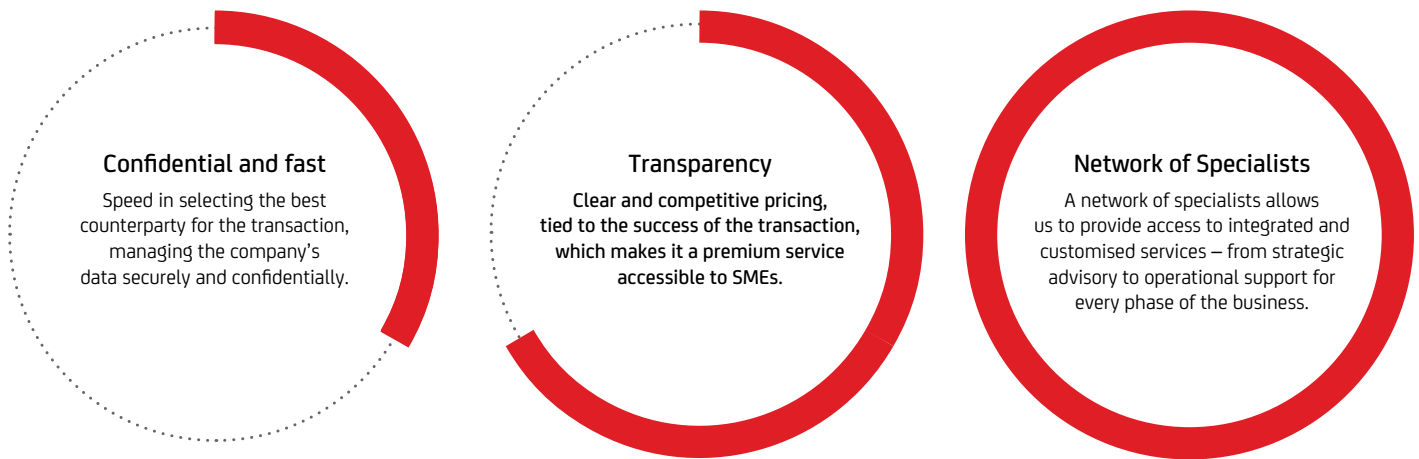 Confidential and fast
Speed in selecting the best
counterparty for the transaction,
managing the company's
data securely and confidentially.
Transparency
Clear and competitive pricing,
tied to the success of the transaction,
which makes it a premium service
accessible to SMEs.
Network of Specialists
A network of specialists allows
us to provide access to integrated and
customised services – from strategic
advisory to operational support for
every phase of the business.